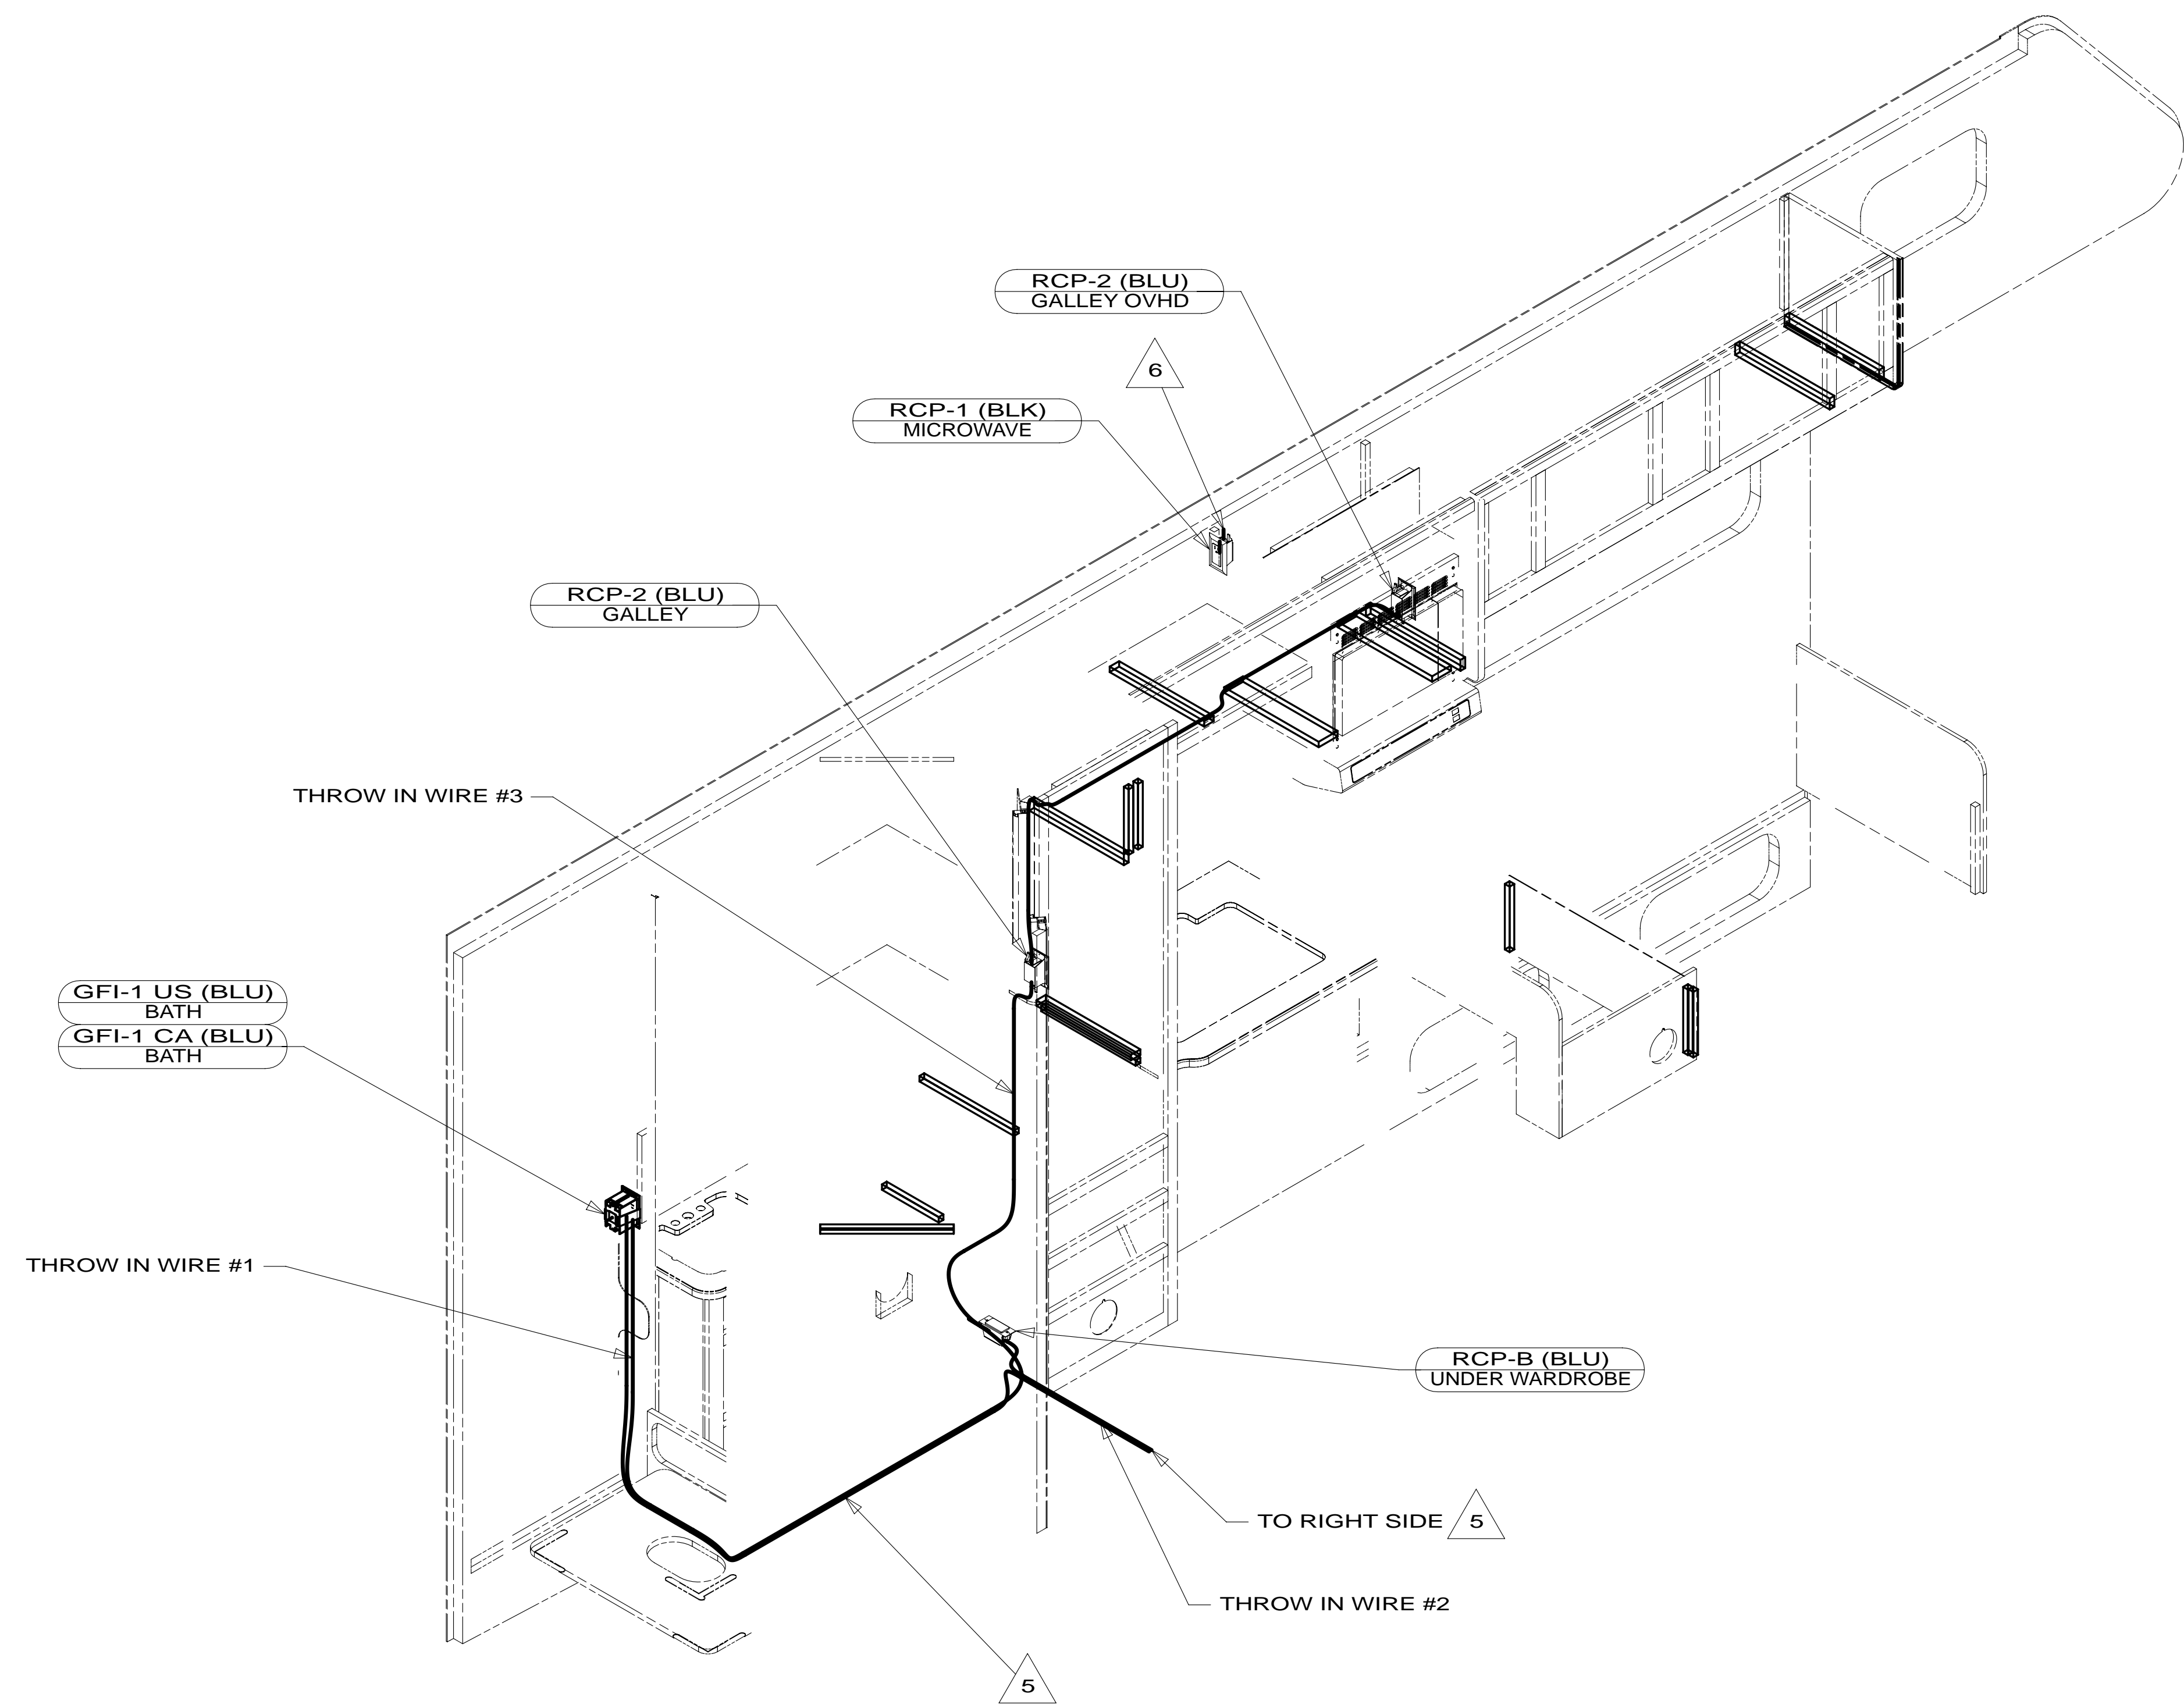 RCP-2 (BLU)
GALLEY OVHD
6
RCP-1 (BLK)
MICROWAVE
RCP-2 (BLU)
GALLEY
THROW IN WIRE #3
GFI-1 US (BLU)
BATH
GFI-1 CA (BLU)
BATH
THROW IN WIRE #1
RCP-B (BLU)
UNDER WARDROBE
TO RIGHT SIDE 5
THROW IN WIRE #2
5